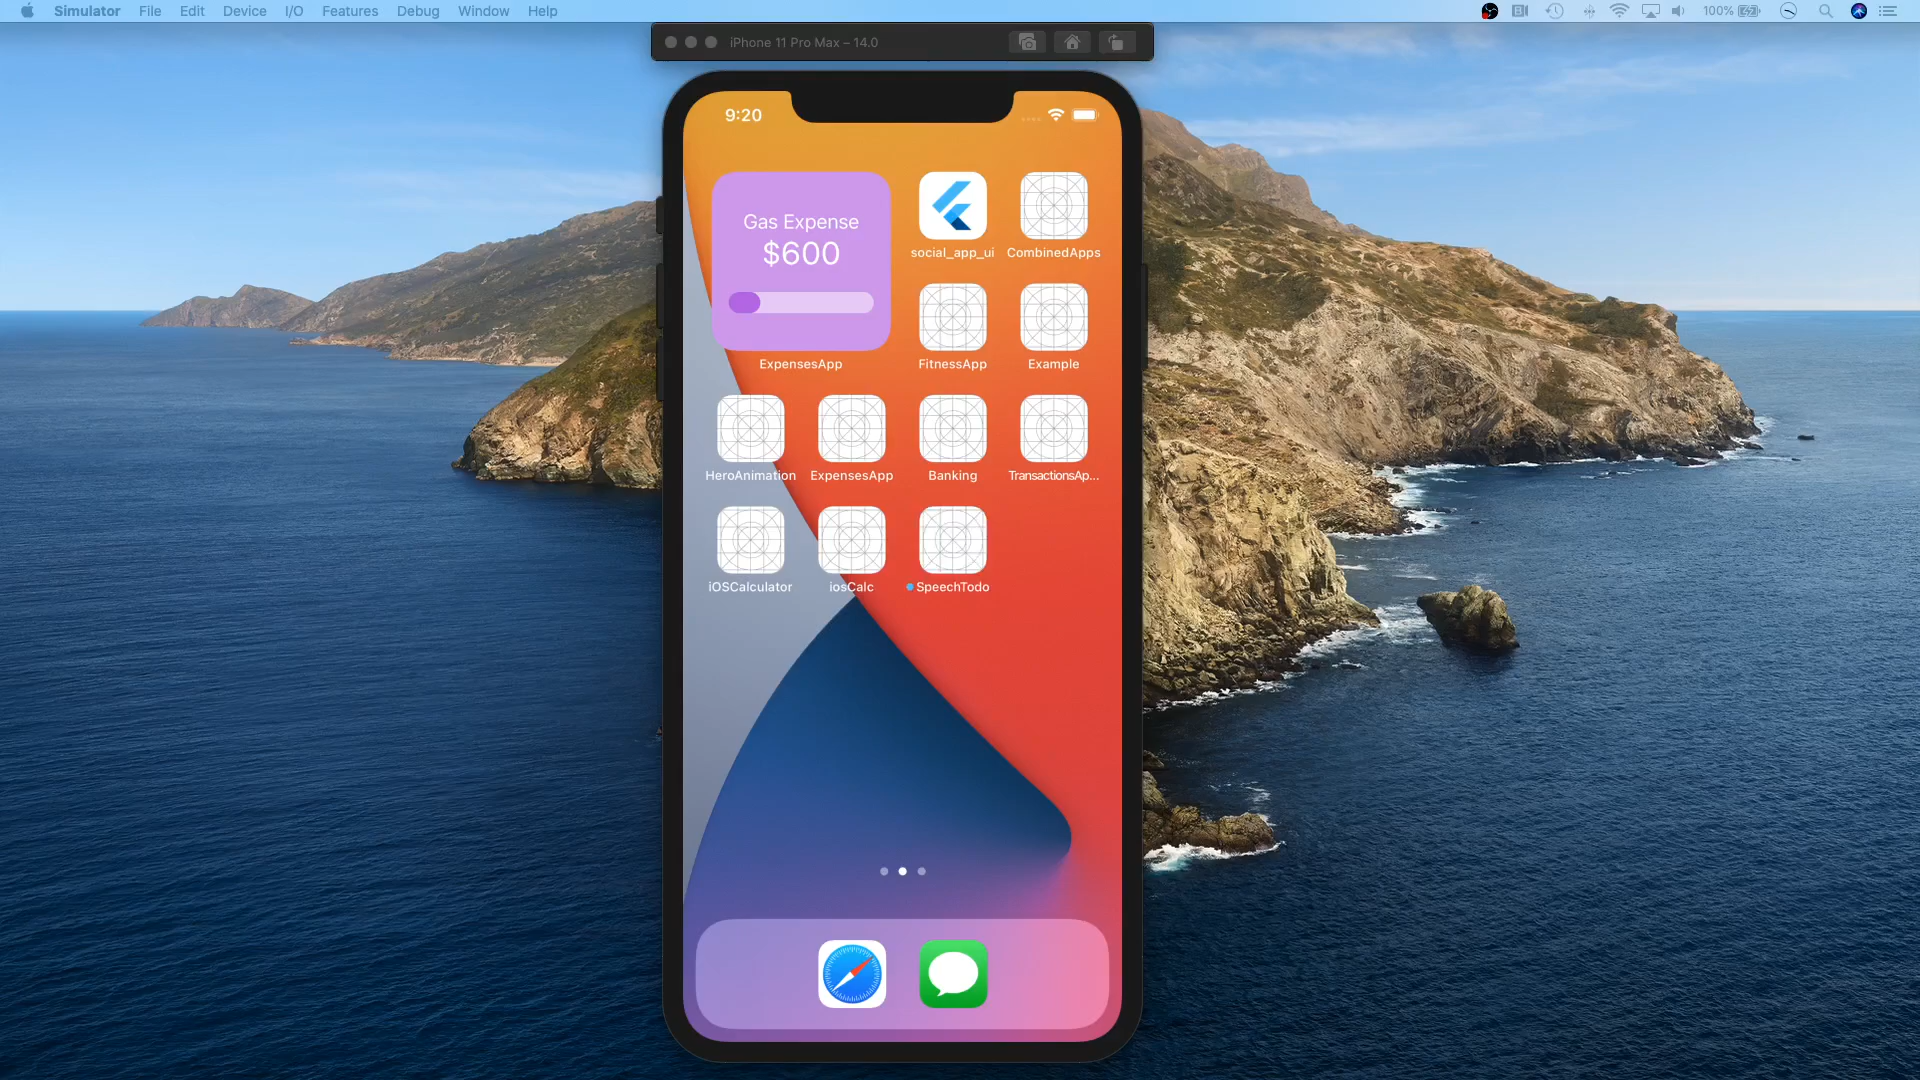 Simulator File Edit Device I/O Features Debug Window Help
100%
iPhone 11 Pro Max – 14.0
9:20
Gas Expense
$600
ExpensesApp
social_app_ui CombinedApps
FitnessApp Example
HeroAnimation ExpensesApp Banking TransactionsAp...
iOSCalculator iosCalc SpeechTodo